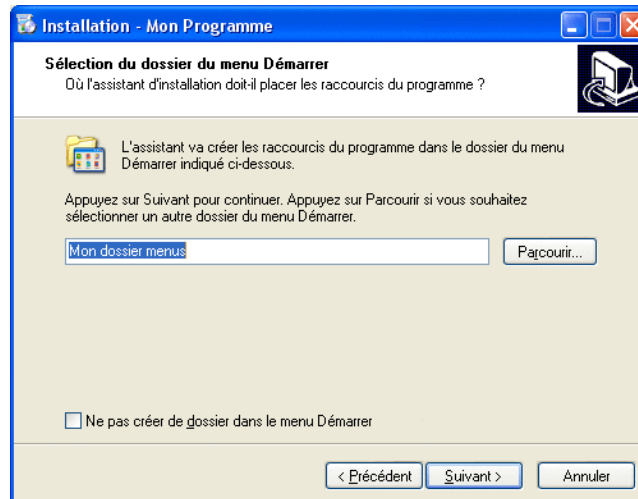 Installation - Mon Programme
Sélection du dossier du menu Démarrer
Où l'assistant d'installation doit-il placer les raccourcis du programme ?
L'assistant va créer les raccourcis du programme dans le dossier du menu
Démarrer indiqué ci-dessous.
Appuyez sur Suivant pour continuer. Appuyez sur Parcourir si vous souhaitez
sélectionner un autre dossier du menu Démarrer.
Mon dossier menus
Parcourir...
Ne pas créer de dossier dans le menu Démarrer
< Précédent
Suivant >
Annuler